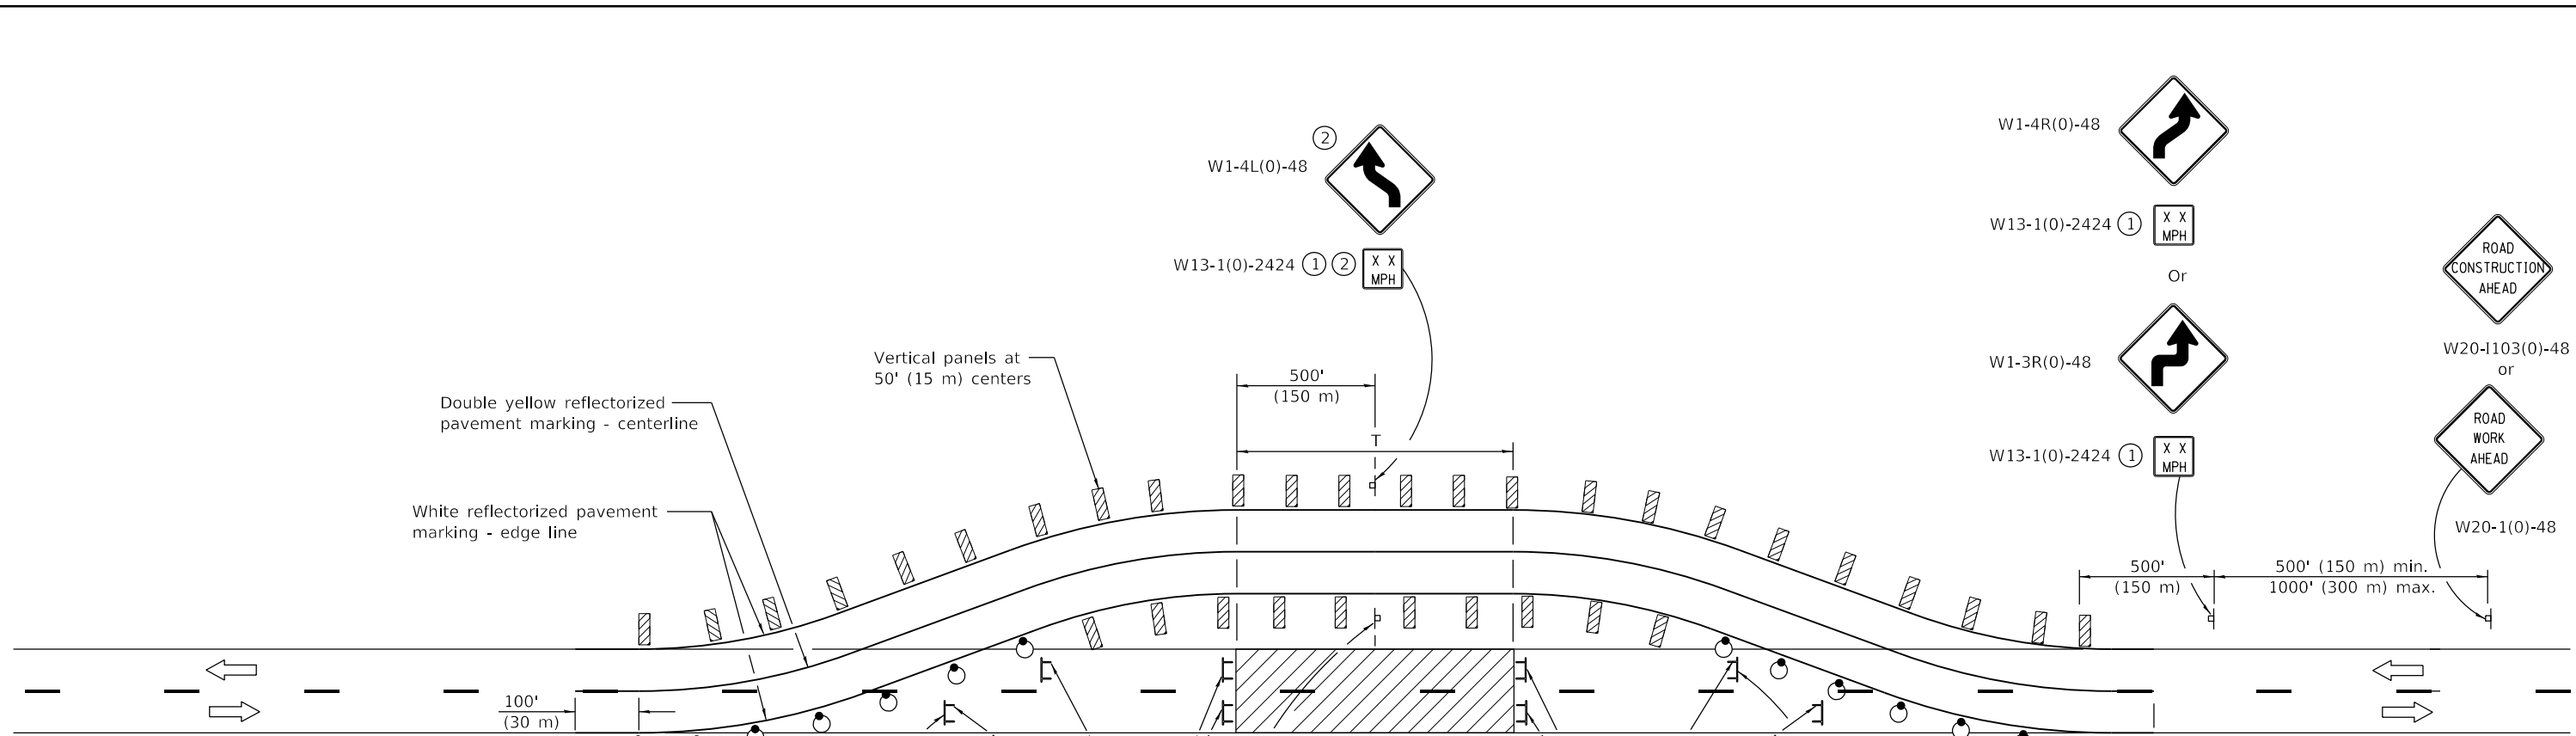 ②
W1-4L(0)-48
W13-1(0)-2424 ① ②
X X
MPH
W1-4R(0)-48
W13-1(0)-2424 ①
X X
MPH
Or
W1-3R(0)-48
W13-1(0)-2424 ①
X X
MPH
ROAD
CONSTRUCTION
AHEAD
W20-I103(0)-48
or
ROAD
WORK
AHEAD
W20-1(0)-48
Vertical panels at
50' (15 m) centers
Double yellow reflectorized
pavement marking - centerline
White reflectorized pavement
marking - edge line
500'
(150 m)
T
500'
(150 m)
500' (150 m) min.
1000' (300 m) max.
100'
(30 m)